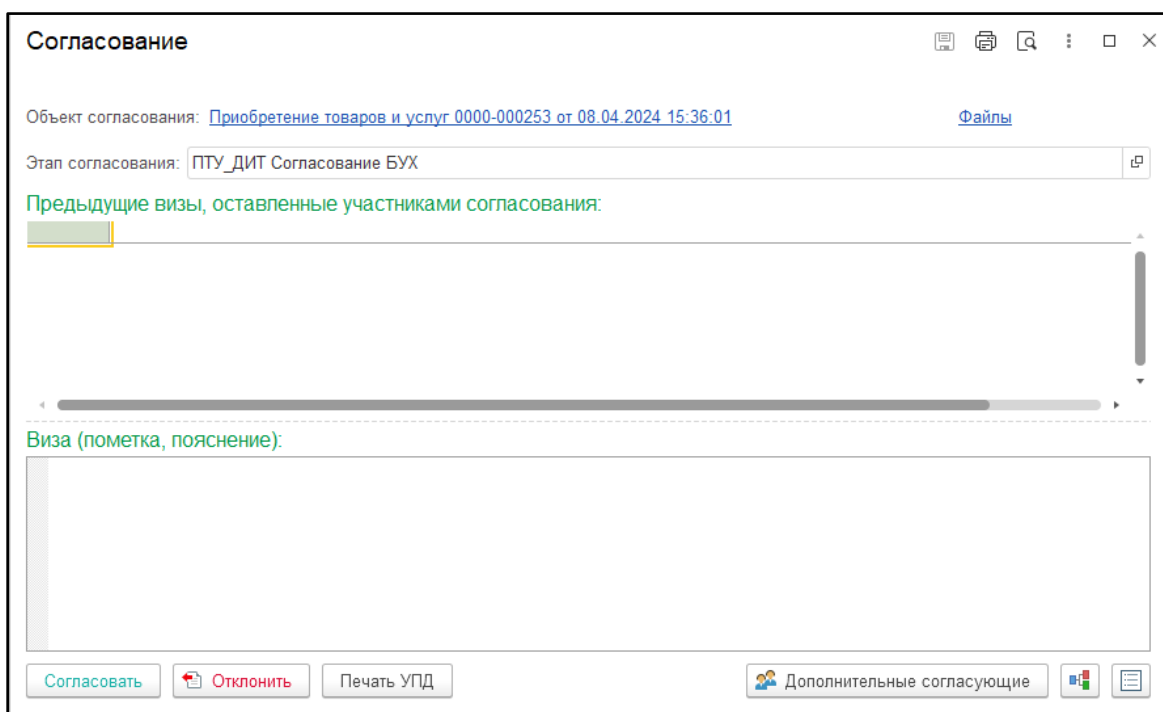 Согласование
Объект согласования: Приобретение товаров и услуг 0000-000253 от 08.04.2024 15:36:01 Файлы
Этап согласования: ПТУ_ДИТ Согласование БУХ
Предыдущие визы, оставленные участниками согласования:
Виза (пометка, пояснение):
Согласовать Отклонить Печать УПД Дополнительные согласующие